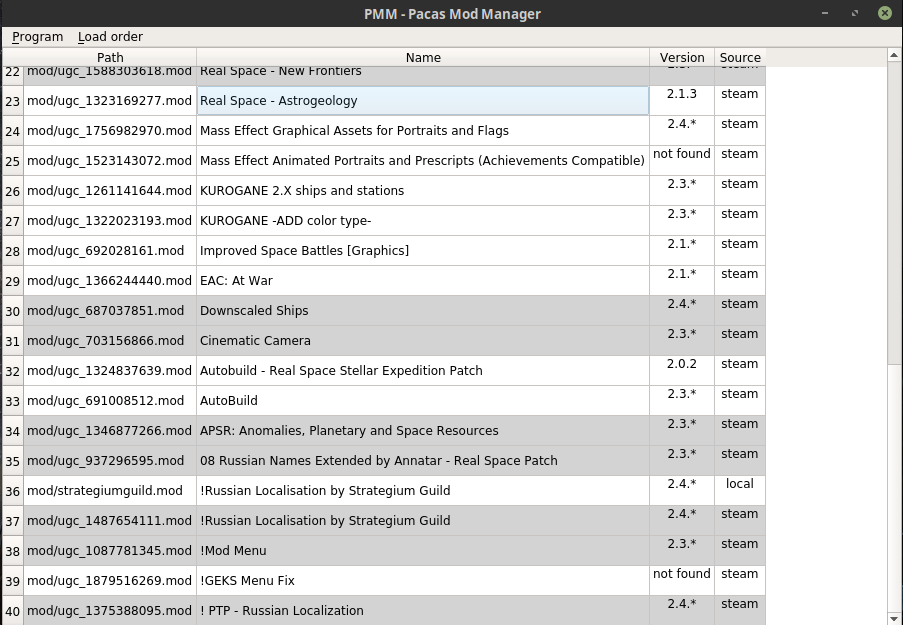 PMM - Pacas Mod Manager
Program Load order
Path Name Version Source
22 mod/ugc_1588303618.mod Real Space - New Frontiers steam
23 mod/ugc_1323169277.mod Real Space - Astrogeology 2.1.3 steam
24 mod/ugc_1756982970.mod Mass Effect Graphical Assets for Portraits and Flags 2.4.* steam
25 mod/ugc_1523143072.mod Mass Effect Animated Portraits and Prescripts (Achievements Compatible) not found steam
26 mod/ugc_1261141644.mod KUROGANE 2.X ships and stations 2.3.* steam
27 mod/ugc_1322023193.mod KUROGANE -ADD color type- 2.3.* steam
28 mod/ugc_692028161.mod Improved Space Battles [Graphics] 2.1.* steam
29 mod/ugc_1366244440.mod EAC: At War 2.1.* steam
30 mod/ugc_687037851.mod Downscaled Ships 2.4.* steam
31 mod/ugc_703156866.mod Cinematic Camera 2.3.* steam
32 mod/ugc_1324837639.mod Autobuild - Real Space Stellar Expedition Patch 2.0.2 steam
33 mod/ugc_691008512.mod AutoBuild 2.3.* steam
34 mod/ugc_1346877266.mod APSR: Anomalies, Planetary and Space Resources 2.3.* steam
35 mod/ugc_937296595.mod 08 Russian Names Extended by Annatar - Real Space Patch 2.3.* steam
36 mod/strategiumguild.mod !Russian Localisation by Strategium Guild 2.4.* local
37 mod/ugc_1487654111.mod !Russian Localisation by Strategium Guild 2.4.* steam
38 mod/ugc_1087781345.mod !Mod Menu 2.3.* steam
39 mod/ugc_1879516269.mod !GEKS Menu Fix not found steam
40 mod/ugc_1375388095.mod ! PTP - Russian Localization 2.4.* steam